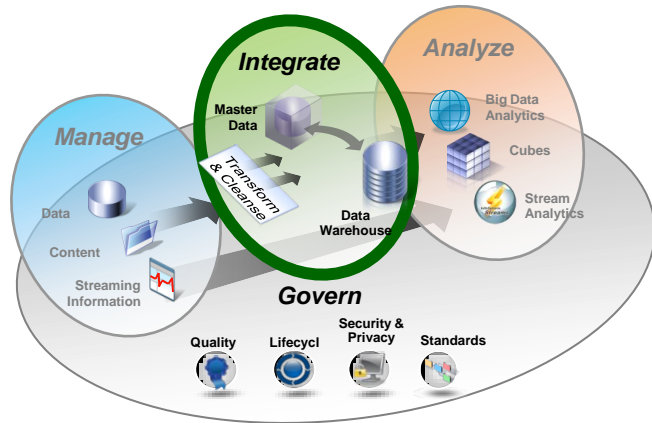 Analyze
Integrate
Manage
Master
Data
Big Data
Analytics
Cubes
Transform
& Cleanse
Data
Content
Streaming
Information
Data
Warehouse
Stream
Analytics
Govern
Quality
Lifecycl
Security &
Privacy
Standards